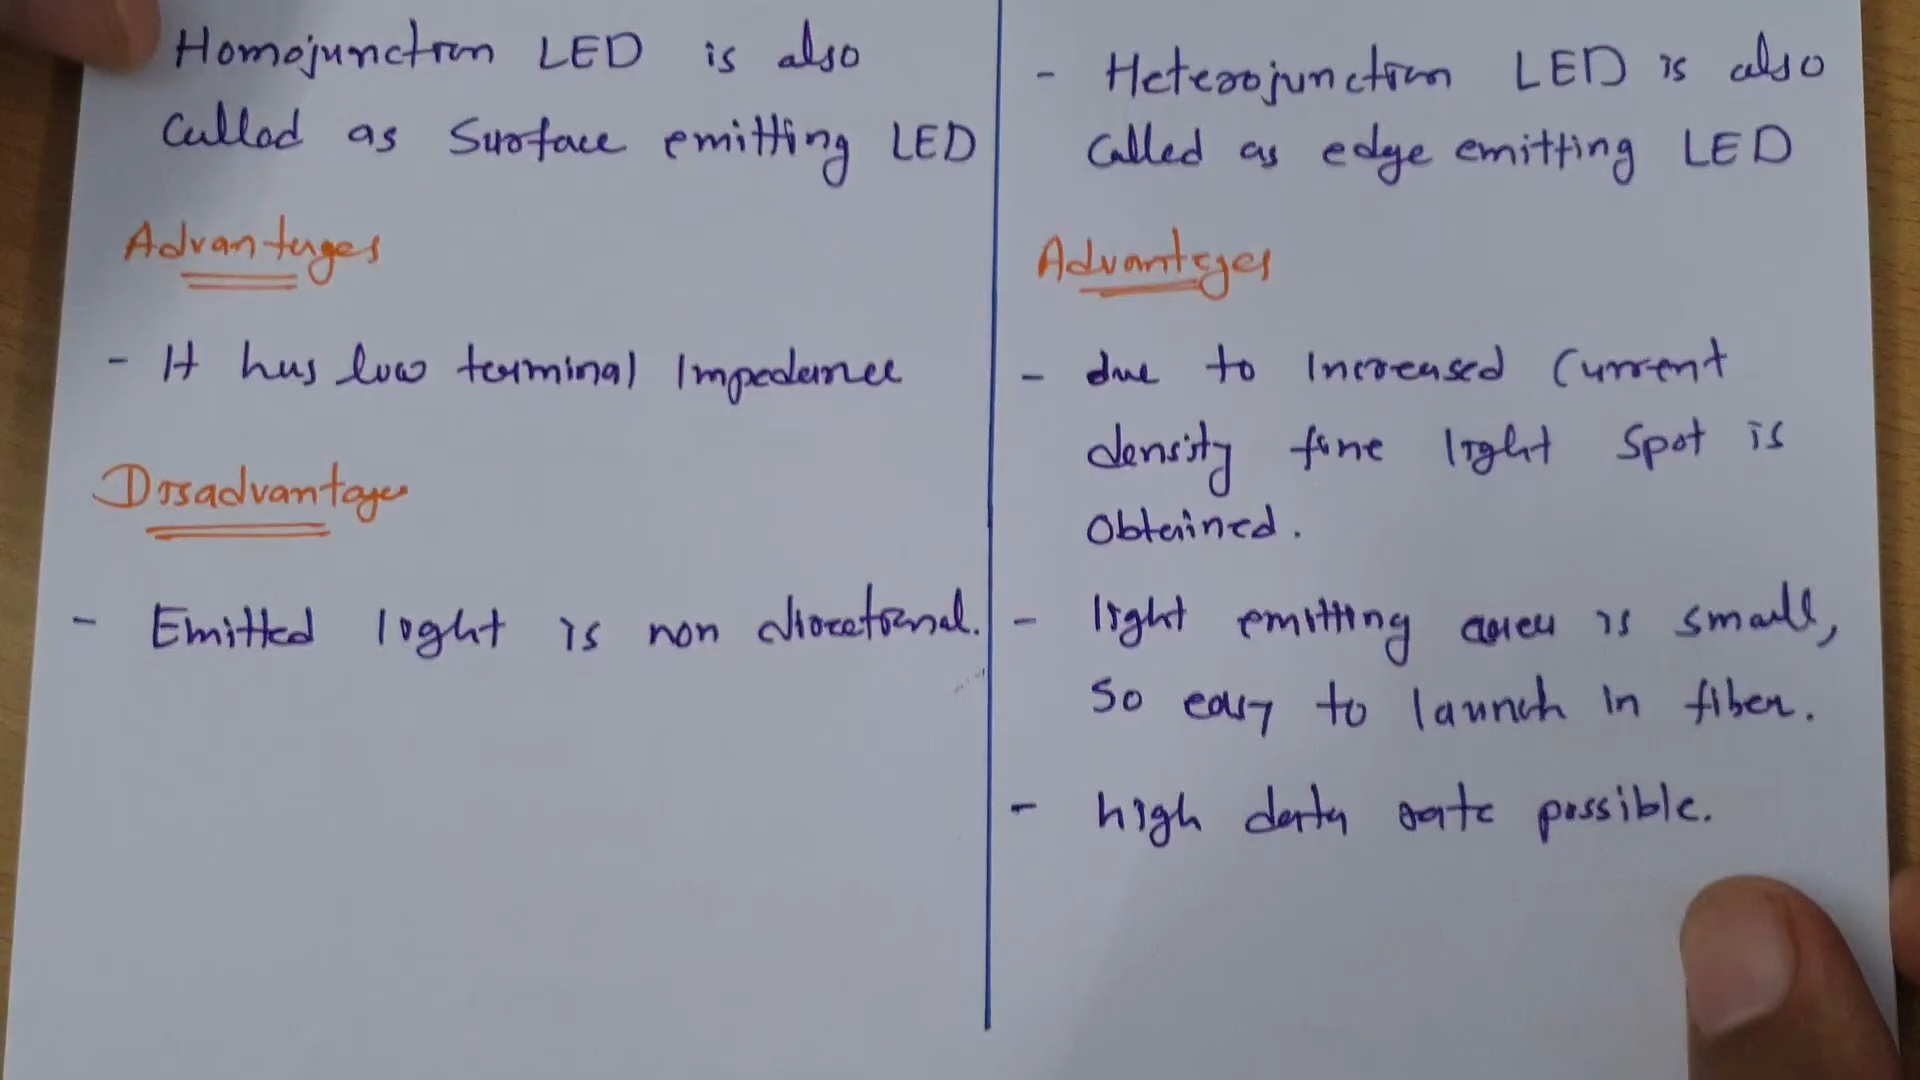 Homojunction LED is also
Called as Surface emitting LED
Advantages
- It has low terminal Impedance
Disadvantages
- Emitted light is non directional.
- Heterojunction LED is also
Called as edge emitting LED
Advantages
- due to Increased Current
density fine light spot is
Obtained.
- light emitting area is small,
So easy to launch in fiber.
- high data rate possible.